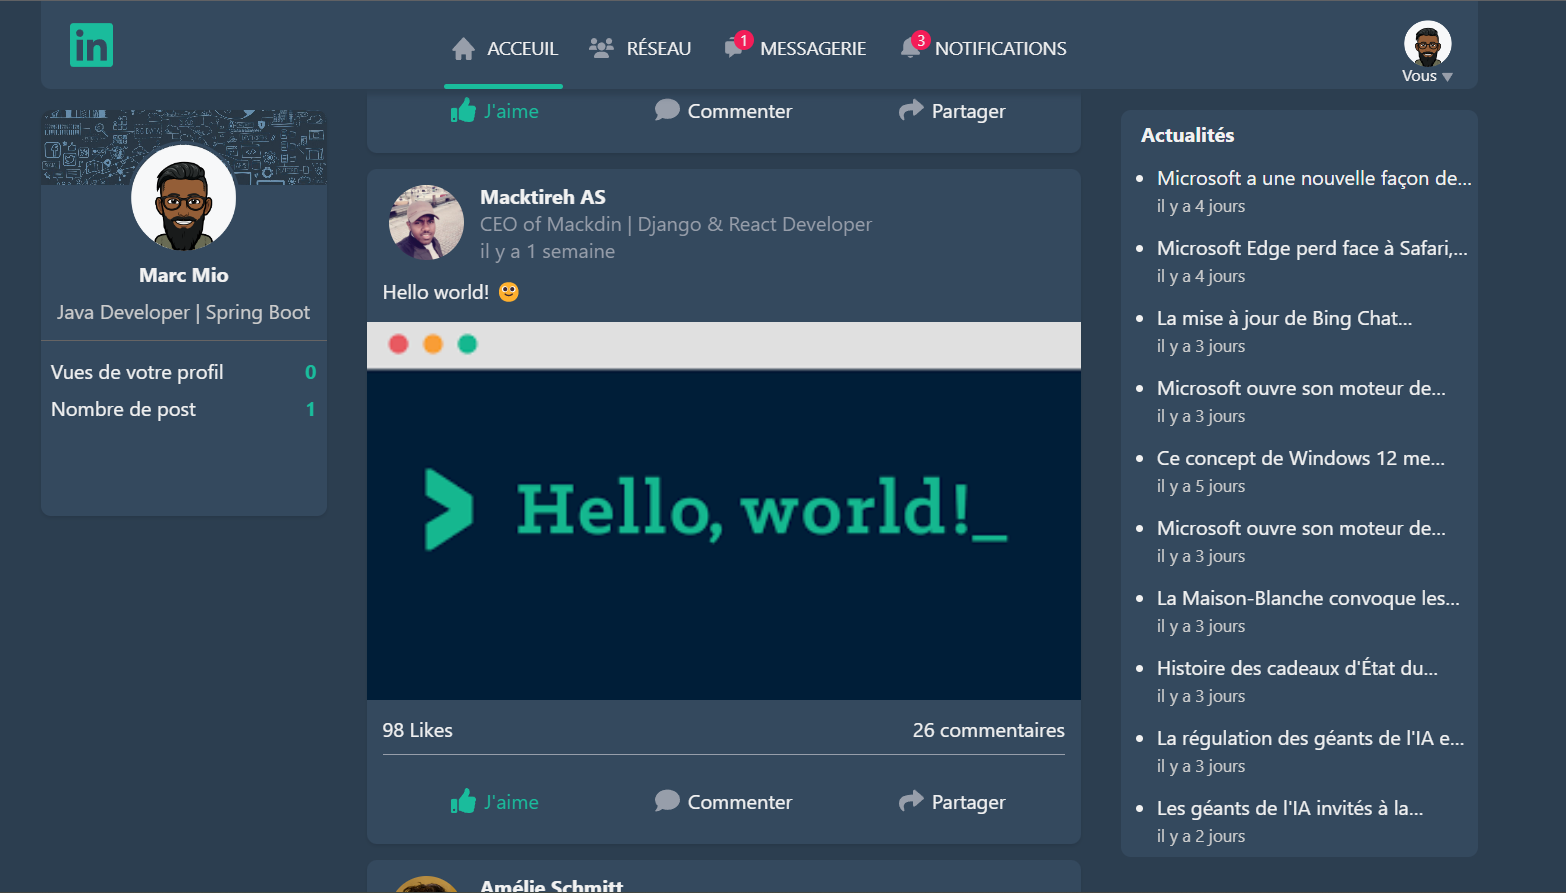 in
ACCEUIL
RÉSEAU
1
MESSAGERIE
3
NOTIFICATIONS
Vous
Marc Mio
Java Developer | Spring Boot
Vues de votre profil 0
Nombre de post 1
J'aime
Commenter
Partager
Macktireh AS
CEO of Mackdin | Django & React Developer
il y a 1 semaine
Hello world!
> Hello, world!_
98 Likes
26 commentaires
J'aime
Commenter
Partager
Amélie Schmitt
Actualités
Microsoft a une nouvelle façon de...
il y a 4 jours
Microsoft Edge perd face à Safari,...
il y a 4 jours
La mise à jour de Bing Chat...
il y a 3 jours
Microsoft ouvre son moteur de...
il y a 3 jours
Ce concept de Windows 12 me...
il y a 5 jours
Microsoft ouvre son moteur de...
il y a 3 jours
La Maison-Blanche convoque les...
il y a 3 jours
Histoire des cadeaux d'État du...
il y a 3 jours
La régulation des géants de l'IA e...
il y a 3 jours
Les géants de l'IA invités à la...
il y a 2 jours